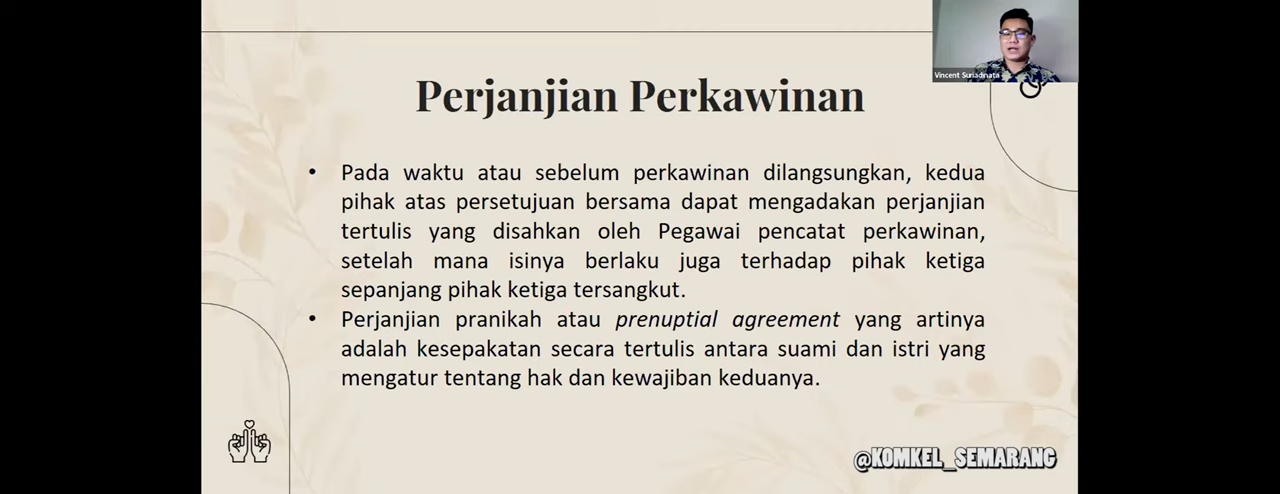 Vincent Suriadinata
Perjanjian Perkawinan
• Pada waktu atau sebelum perkawinan dilangsungkan, kedua
pihak atas persetujuan bersama dapat mengadakan perjanjian
tertulis yang disahkan oleh Pegawai pencatat perkawinan,
setelah mana isinya berlaku juga terhadap pihak ketiga
sepanjang pihak ketiga tersangkut.
• Perjanjian pranikah atau prenuptial agreement yang artinya
adalah kesepakatan secara tertulis antara suami dan istri yang
mengatur tentang hak dan kewajiban keduanya.
@KOMKEL_SEMARANG